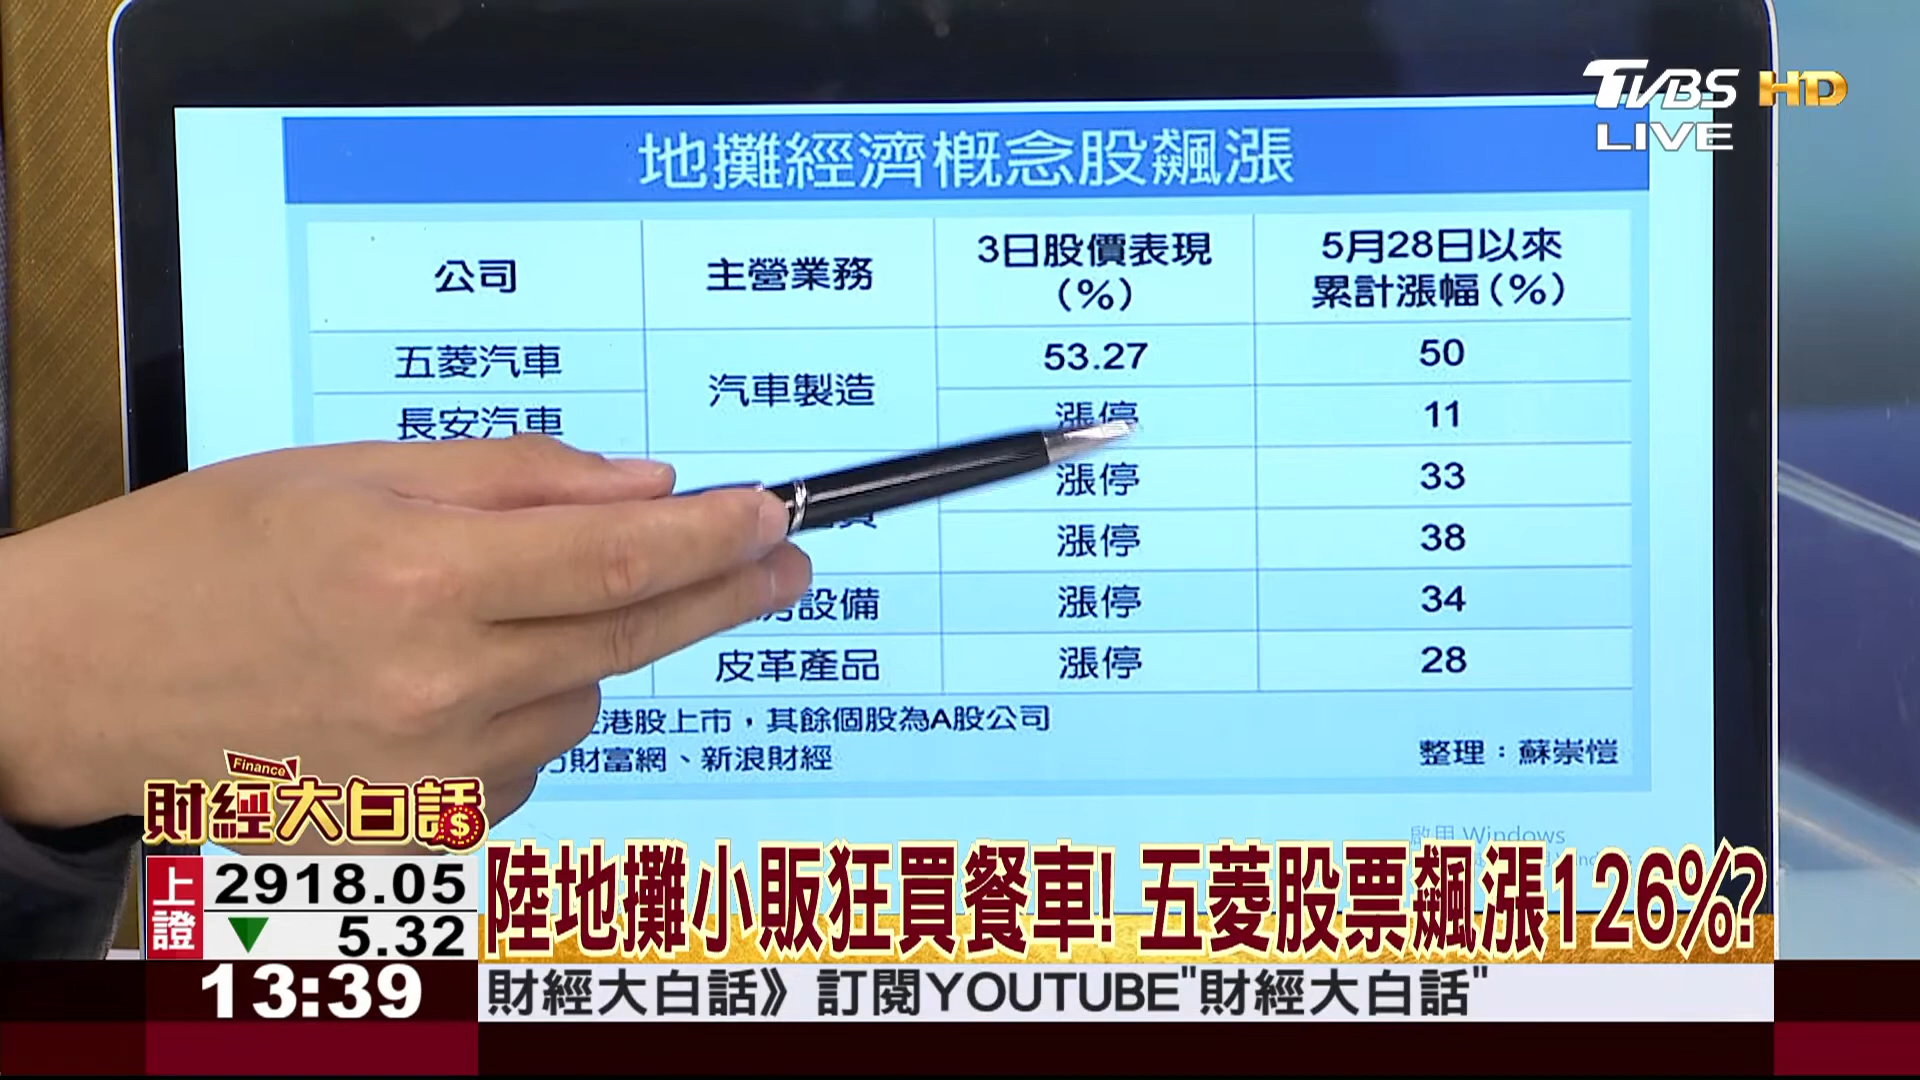 TVBS HD
LIVE
地攤經濟概念股飆漲
公司
主營業務
3日股價表現
(%)
5月28日以來
累計漲幅(%)
五菱汽車
汽車製造
53.27
50
長安汽車
漲停
11
漲停
33
漲停
38
設備
漲停
34
皮革產品
漲停
28
港股上市，其餘個股為A股公司
財富網、新浪財經
整理：蘇崇愷
啟用 Windows
Finance
財經大白話
$
上證
2918.05
▼ 5.32
陸地攤小販狂買餐車! 五菱股票飆漲126%?
13:39
財經大白話》訂閱YOUTUBE"財經大白話"